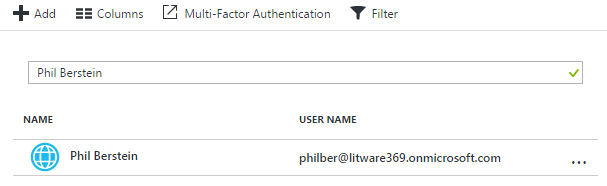 Add Columns Multi-Factor Authentication Filter
Phil Berstein
NAME USER NAME
Phil Berstein philber@litware369.onmicrosoft.com ...